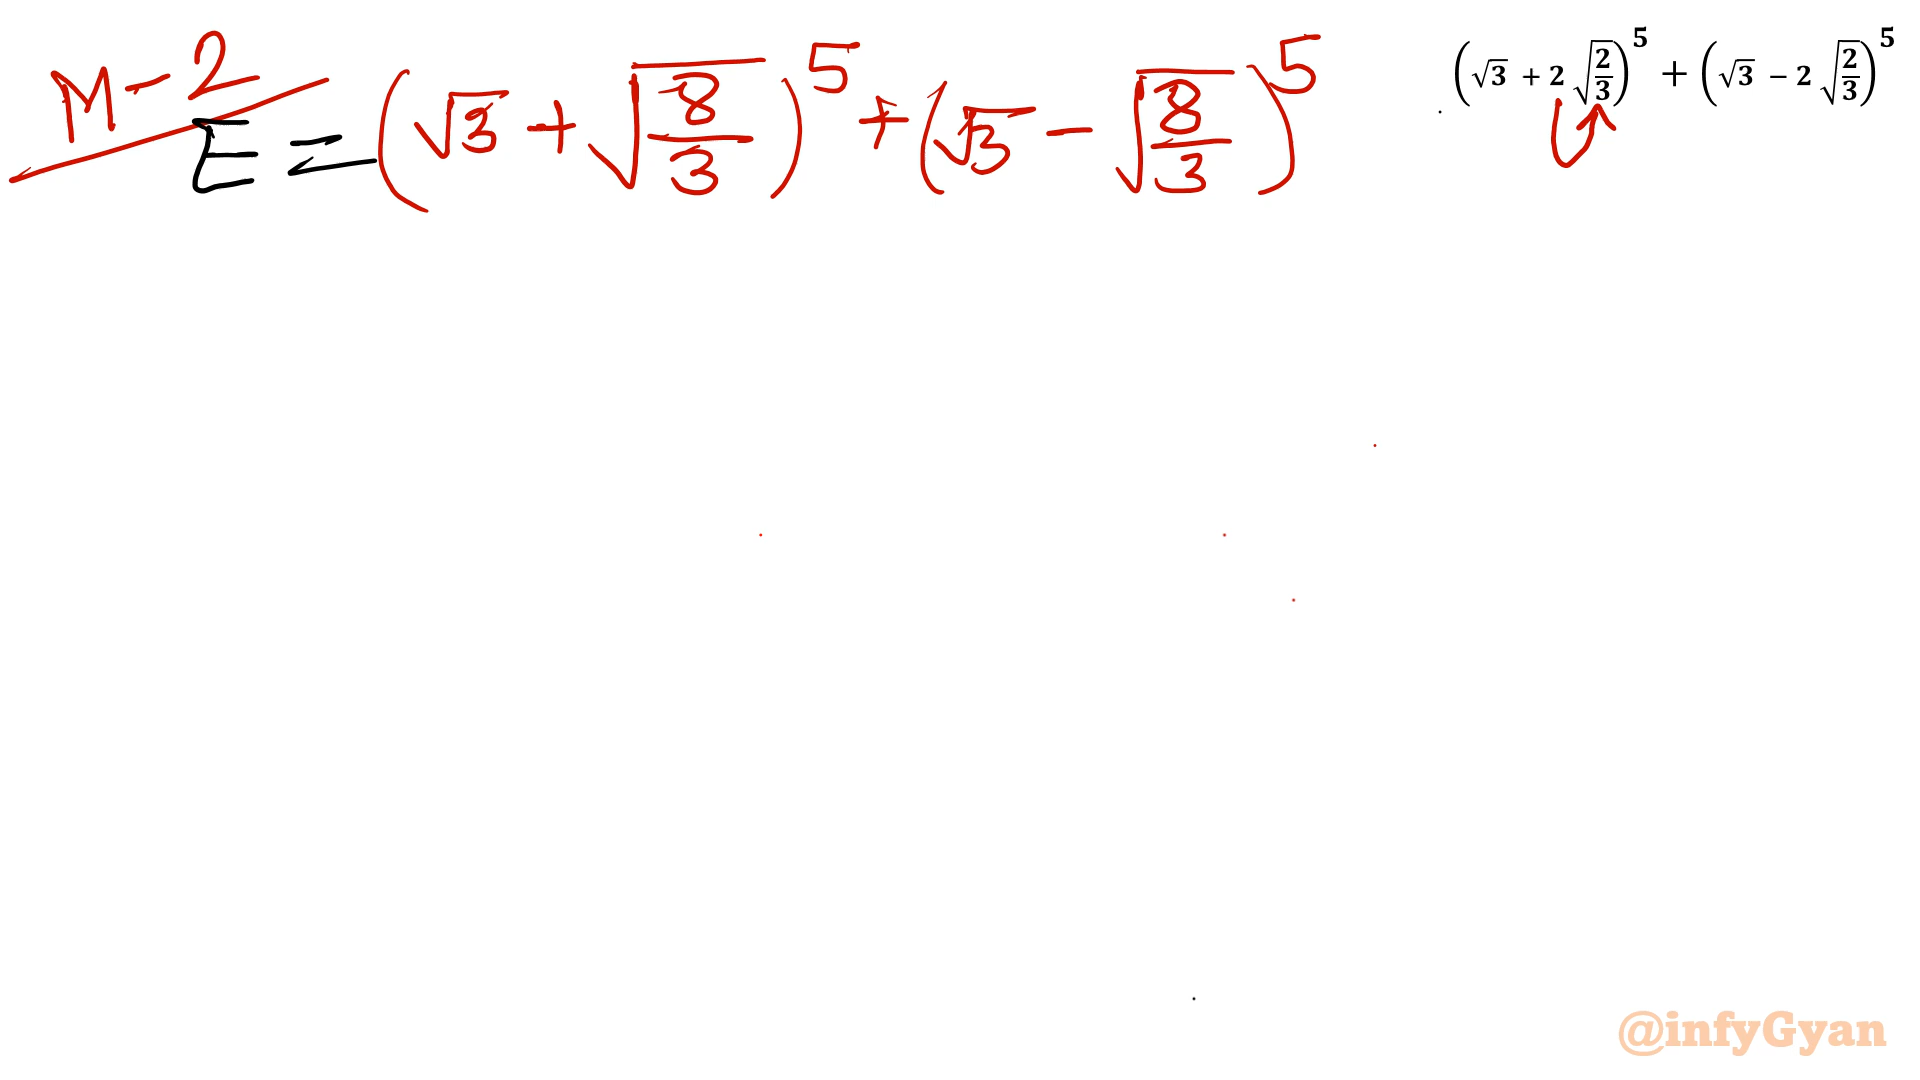 M-2
E = (√3 + √(8/3))^5 + (√3 - √(8/3))^5
(√3 + 2√(2/3))^5 + (√3 − 2√(2/3))^5
@infyGyan